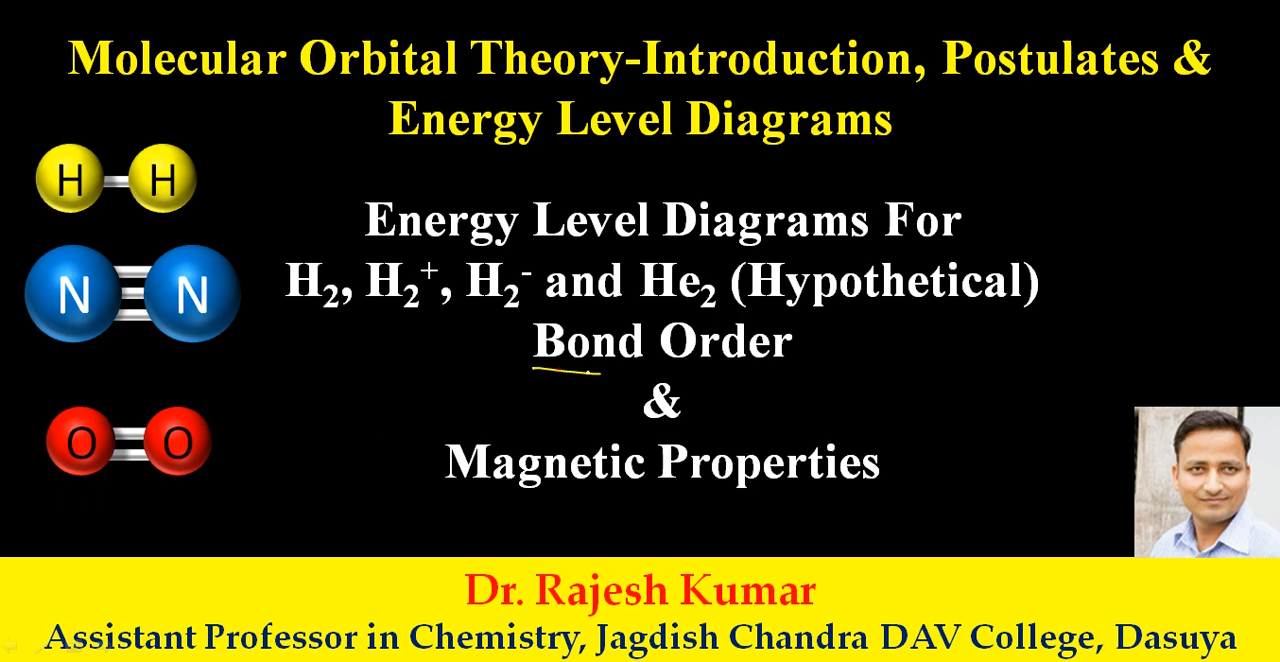 Molecular Orbital Theory-Introduction, Postulates &
Energy Level Diagrams
H-H
N≡N
O=O
Energy Level Diagrams For
H₂, H₂⁺, H₂⁻ and He₂ (Hypothetical)
Bond Order
&
Magnetic Properties
Dr. Rajesh Kumar
Assistant Professor in Chemistry, Jagdish Chandra DAV College, Dasuya